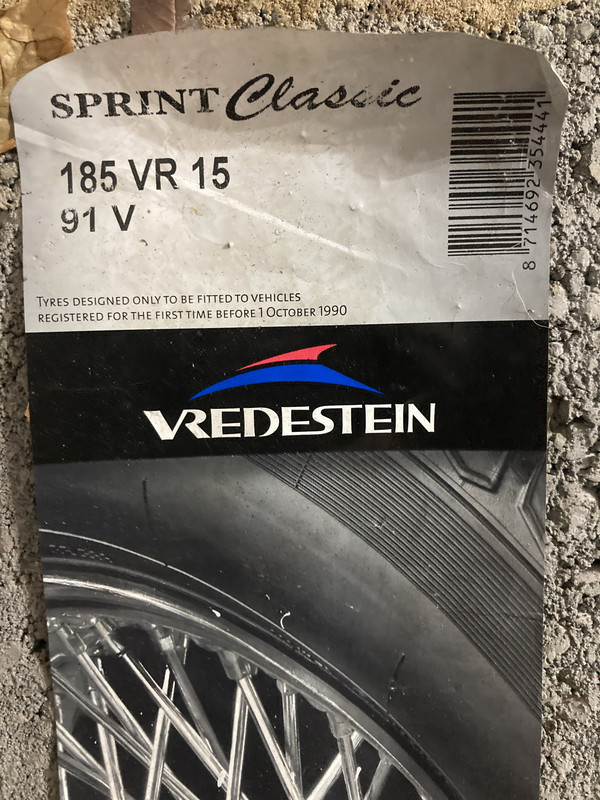 SPRINT Classic
185 VR 15
91 V
8 714692 354441
TYRES DESIGNED ONLY TO BE FITTED TO VEHICLES
REGISTERED FOR THE FIRST TIME BEFORE 1 OCTOBER 1990
VREDESTEIN